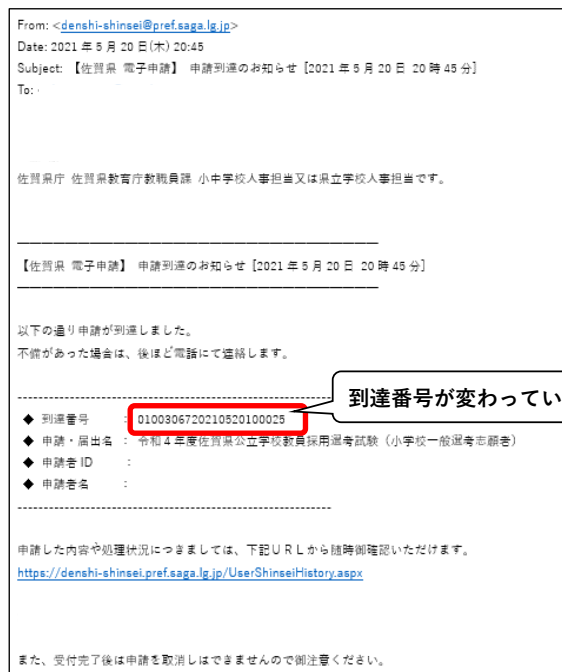 From: <denshi-shinsei@pref.saga.lg.jp>
Date: 2021 年 5 月 20 日(木) 20:45
Subject: 【佐賀県 電子申請】 申請到達のお知らせ [2021 年 5 月 20 日 20 時 45 分]
To:
佐賀県庁 佐賀県教育庁教職員課 小中学校人事担当又は県立学校人事担当です。
【佐賀県 電子申請】 申請到達のお知らせ [2021 年 5 月 20 日 20 時 45 分]
以下の通り申請が到達しました。
不備があった場合は、後ほど電話にて連絡します。
到達番号が変わってい
◆ 到達番号 : 0100306720210520100025
◆ 申請・届出名 : 令和 4 年度佐賀県公立学校教員採用選考試験（小学校一般選考志願者）
◆ 申請者 ID :
◆ 申請者名 :
申請した内容や処理状況につきましては、下記ＵＲＬから随時御確認いただけます。
https://denshi-shinsei.pref.saga.lg.jp/UserShinseiHistory.aspx
また、受付完了後は申請を取消しはできませんので御注意ください。